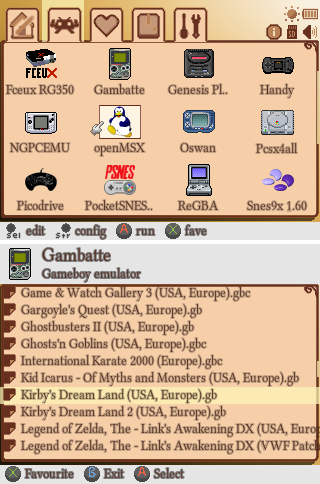 FCEUX
Fceux RG350 Gambatte Genesis Pl.. Handy
NGPCEMU openMSX Oswan Pcsx4all
PSNES
Picodrive PocketSNES.. ReGBA Snes9x 1.60
Sel edit Str config A run X fave
Gambatte
Gameboy emulator
Game & Watch Gallery 3 (USA, Europe).gbc
Gargoyle's Quest (USA, Europe).gb
Ghostbusters II (USA, Europe).gb
Ghosts'n Goblins (USA, Europe).gbc
International Karate 2000 (Europe).gbc
Kid Icarus - Of Myths and Monsters (USA, Europe).gb
Kirby's Dream Land (USA, Europe).gb
Kirby's Dream Land 2 (USA, Europe).gb
Legend of Zelda, The - Link's Awakening DX (USA, Euro
Legend of Zelda, The - Link's Awakening DX (VWF Patch
X Favourite B Exit A Select